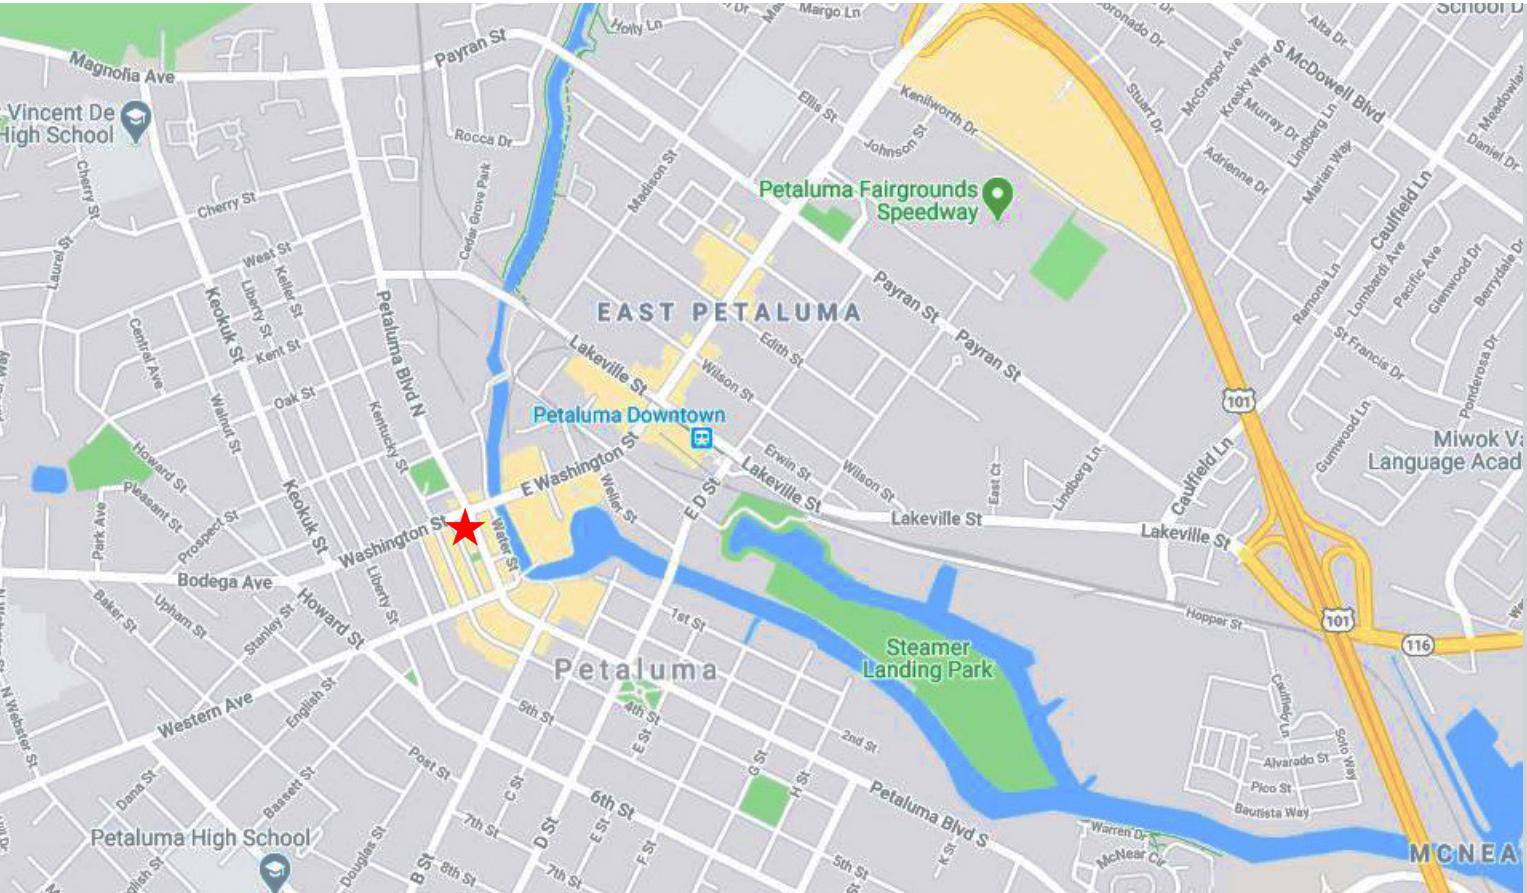 Holly Ln
Margo Ln
School D
Alta Dr
Coronado Dr
S McDowell Blvd
Magnolia Ave
Payran St
McGregor Ave
Kresky Way
Stuart Dr
Murray Dr
Lindberg Ln
Meadowlar
Vincent De
High School
Ellis St
Kenilworth Dr
Rocca Dr
Johnson St
Daniel Dr
Adrienne Dr
Marian Way
Cherry St
Cherry St
Madison St
Petaluma Fairgrounds
Speedway
Caulfield Ln
Cedar Grove Park
Laurel St
West St
Keller St
Liberty St
Lombardi Ave
Pacific Ave
Glenwood Dr
Berrydale Dr
Ramona Ln
Keokuk St
Petaluma Blvd N
EAST PETALUMA
Payran St
Payran St
Central Ave
Kent St
Lakeville St
Edith St
Wilson St
St Francis Dr
Ponderosa Dr
Oak St
Walnut St
Kentucky St
Petaluma Downtown
101
Gumwood Ln
Miwok Va
Language Acad
Howard St
Pleasant St
E Washington St
Erwin St
Wilson St
Lakeville St
East Ct
Lindberg Ln
Caulfield Ln
Keokuk St
Weller St
E D St
Park Ave
Prospect St
Washington St
Water St
Lakeville St
Lakeville St
Bodega Ave
Liberty St
Howard St
Baker St
Upham St
Stanley St
1st St
Hopper St
101
116
Steamer
Landing Park
Petaluma
N Webster St
Western Ave
English St
5th St
4th St
E St
2nd St
Caulfield Ln
Soto Way
Post St
G St
H St
Alvarado St
Pico St
Bautista Way
Dana St
Bassett St
C St
6th St
Petaluma Blvd S
Petaluma High School
7th St
D St
E St
F St
Warren Dr
McNear Cir
MCNEA
Douglas St
B St
8th St
7th St
5th St
K St
glish St